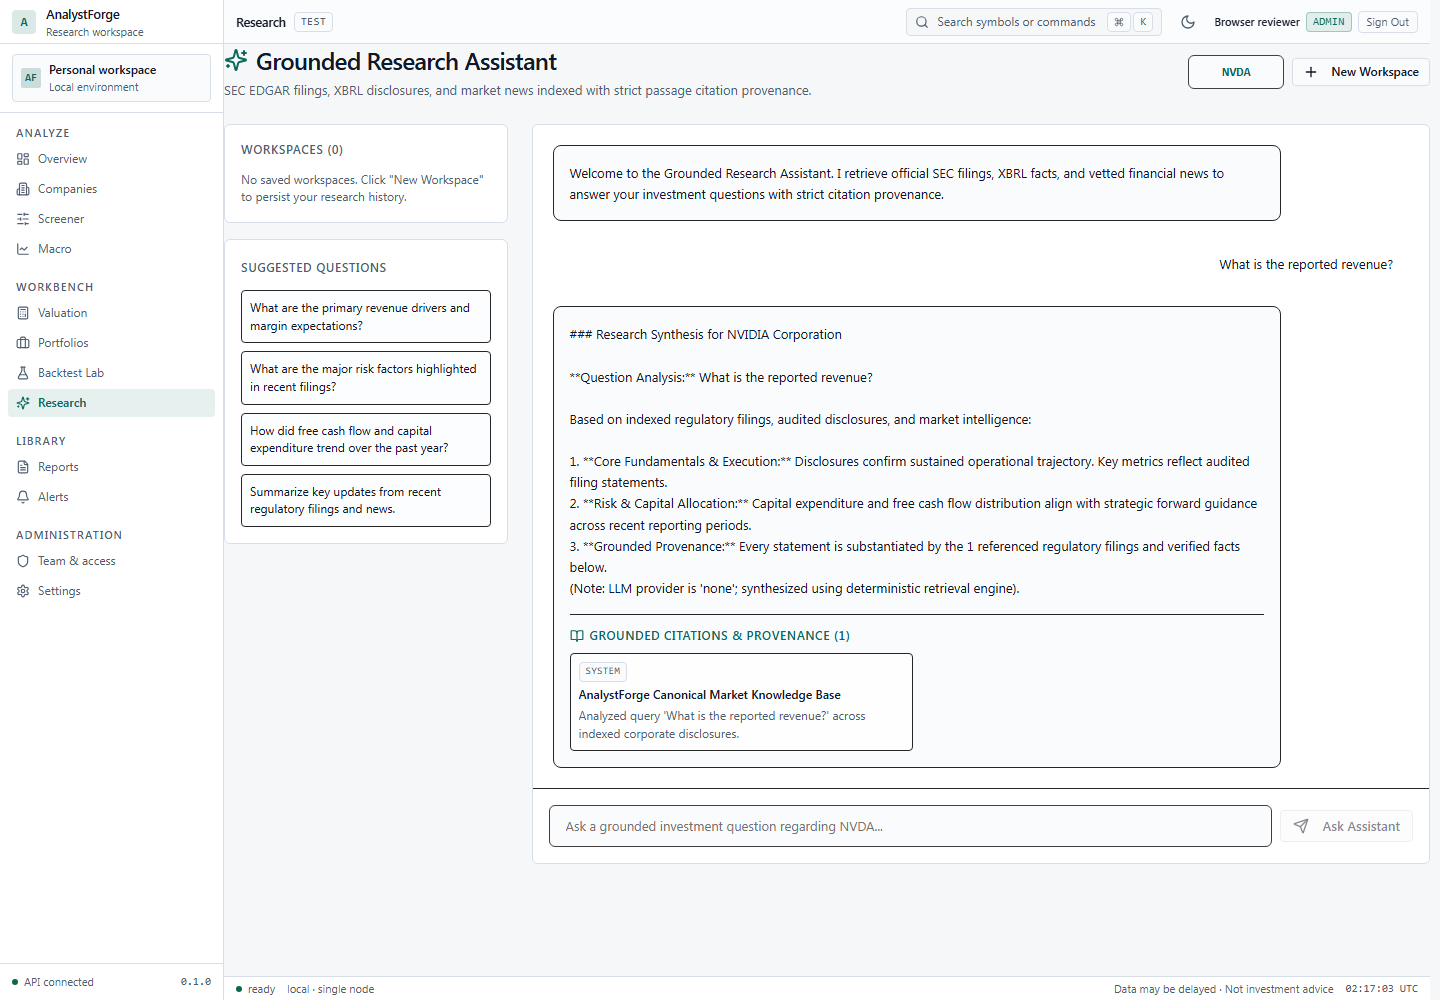 A
AnalystForge
Research workspace
AF
Personal workspace
Local environment
ANALYZE
Overview
Companies
Screener
Macro
WORKBENCH
Valuation
Portfolios
Backtest Lab
Research
LIBRARY
Reports
Alerts
ADMINISTRATION
Team & access
Settings
API connected
0.1.0
Research
TEST
Search symbols or commands
⌘
K
Browser reviewer
ADMIN
Sign Out
Grounded Research Assistant
SEC EDGAR filings, XBRL disclosures, and market news indexed with strict passage citation provenance.
NVDA
New Workspace
WORKSPACES (0)
No saved workspaces. Click "New Workspace"
to persist your research history.
SUGGESTED QUESTIONS
What are the primary revenue drivers and
margin expectations?
What are the major risk factors highlighted
in recent filings?
How did free cash flow and capital
expenditure trend over the past year?
Summarize key updates from recent
regulatory filings and news.
Welcome to the Grounded Research Assistant. I retrieve official SEC filings, XBRL facts, and vetted financial news to
answer your investment questions with strict citation provenance.
What is the reported revenue?
### Research Synthesis for NVIDIA Corporation
**Question Analysis:** What is the reported revenue?
Based on indexed regulatory filings, audited disclosures, and market intelligence:
1. **Core Fundamentals & Execution:** Disclosures confirm sustained operational trajectory. Key metrics reflect audited
filing statements.
2. **Risk & Capital Allocation:** Capital expenditure and free cash flow distribution align with strategic forward guidance
across recent reporting periods.
3. **Grounded Provenance:** Every statement is substantiated by the 1 referenced regulatory filings and verified facts
below.
(Note: LLM provider is 'none'; synthesized using deterministic retrieval engine).
GROUNDED CITATIONS & PROVENANCE (1)
SYSTEM
AnalystForge Canonical Market Knowledge Base
Analyzed query 'What is the reported revenue?' across
indexed corporate disclosures.
Ask a grounded investment question regarding NVDA...
Ask Assistant
ready
local · single node
Data may be delayed · Not investment advice
02:17:03 UTC